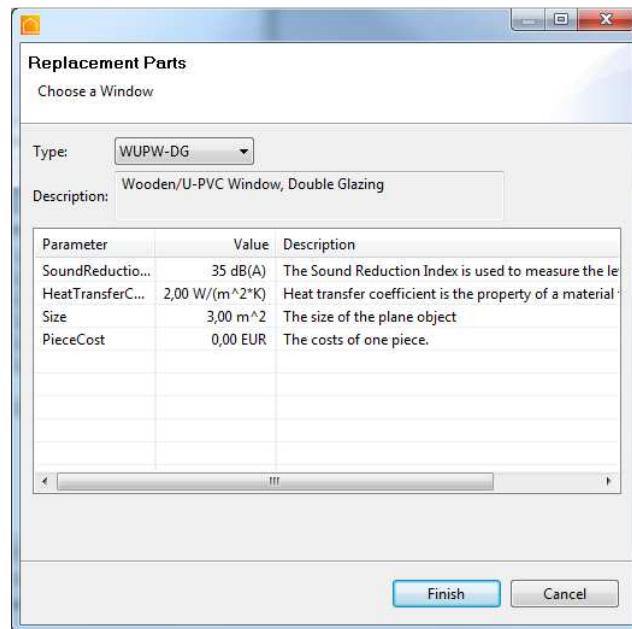 Replacement Parts
Choose a Window
Type: WUPW-DG
Description: Wooden/U-PVC Window, Double Glazing
Parameter Value Description
SoundReductio... 35 dB(A) The Sound Reduction Index is used to measure the le
HeatTransferC... 2,00 W/(m^2*K) Heat transfer coefficient is the property of a material
Size 3,00 m^2 The size of the plane object
PieceCost 0,00 EUR The costs of one piece.
Finish Cancel